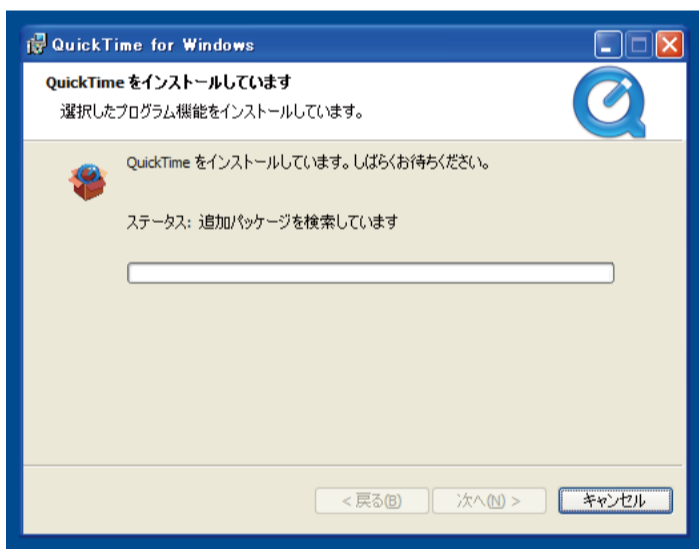 QuickTime for Windows
QuickTime をインストールしています
選択したプログラム機能をインストールしています。
QuickTime をインストールしています。しばらくお待ちください。
ステータス: 追加パッケージを検索しています
< 戻る(B) 次へ(N) > キャンセル